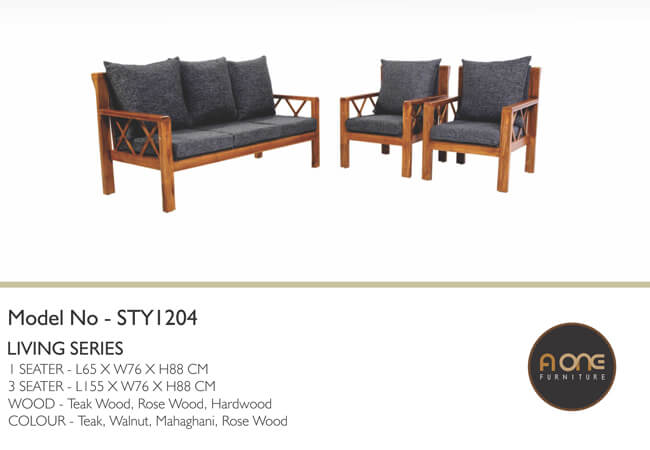 Model No - STY1204
LIVING SERIES
1 SEATER - L65 X W76 X H88 CM
3 SEATER - L155 X W76 X H88 CM
WOOD - Teak Wood, Rose Wood, Hardwood
COLOUR - Teak, Walnut, Mahaghani, Rose Wood
A ONE
FURNITURE